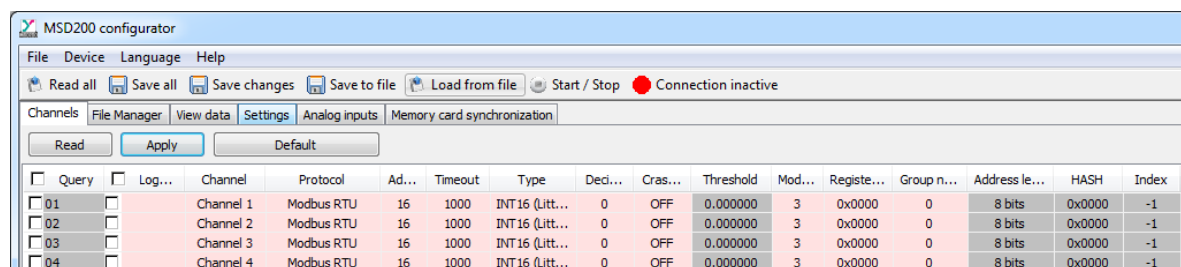 MSD200 configurator
File Device Language Help
Read all Save all Save changes Save to file Load from file Start / Stop Connection inactive
Channels File Manager View data Settings Analog inputs Memory card synchronization
Read Apply Default
Query Log... Channel Protocol Ad... Timeout Type Deci... Cras... Threshold Mod... Registe... Group n... Address le... HASH Index
01 Channel 1 Modbus RTU 16 1000 INT16 (Litt... 0 OFF 0.000000 3 0x0000 0 8 bits 0x0000 -1
02 Channel 2 Modbus RTU 16 1000 INT16 (Litt... 0 OFF 0.000000 3 0x0000 0 8 bits 0x0000 -1
03 Channel 3 Modbus RTU 16 1000 INT16 (Litt... 0 OFF 0.000000 3 0x0000 0 8 bits 0x0000 -1
04 Channel 4 Modbus RTU 16 1000 INT16 (Litt... 0 OFF 0.000000 3 0x0000 0 8 bits 0x0000 -1